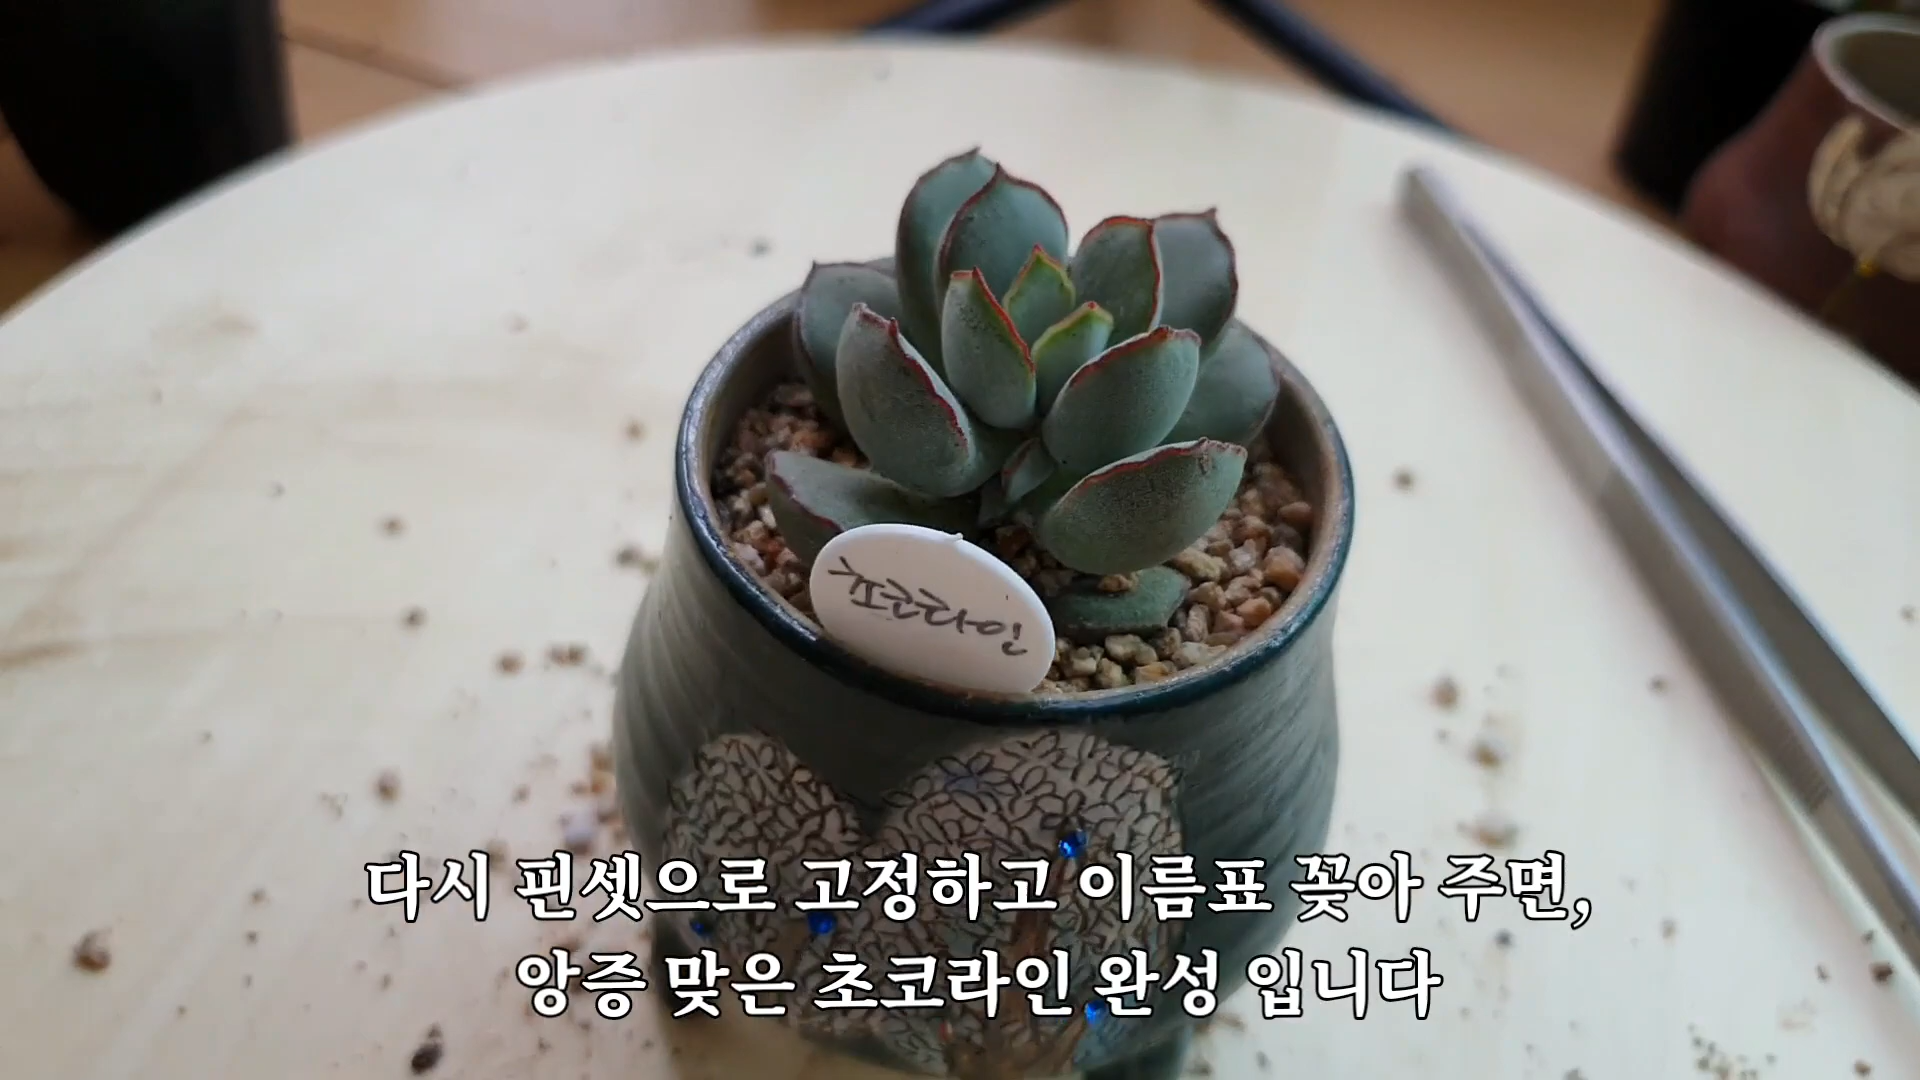 초코라인
다시 핀셋으로 고정하고 이름표 꽂아 주면,
앙증 맞은 초코라인 완성 입니다